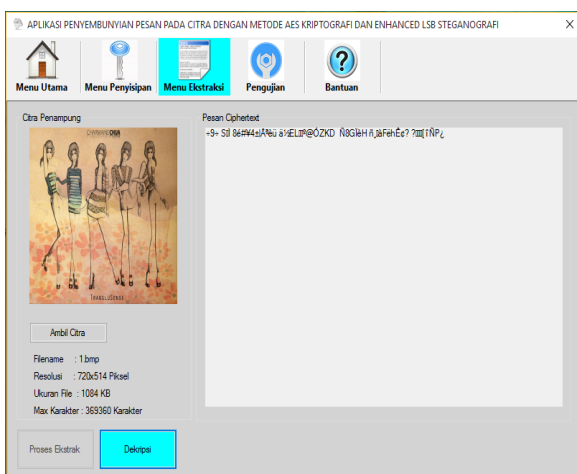 APLIKASI PENYEMBUNYIAN PESAN PADA CITRA DENGAN METODE AES KRIPTOGRAFI DAN ENHANCED LSB STEGANOGRAFI
Menu Utama
Menu Penyisipan
Menu Ekstraksi
Pengujian
Bantuan
Citra Penampung
Pesan Ciphertext
Ambil Citra
Filename : 1.bmp
Resolusi : 720x514 Piksel
Ukuran File : 1084 KB
Max Karakter : 369360 Karakter
Proses Ekstrak
Dekripsi